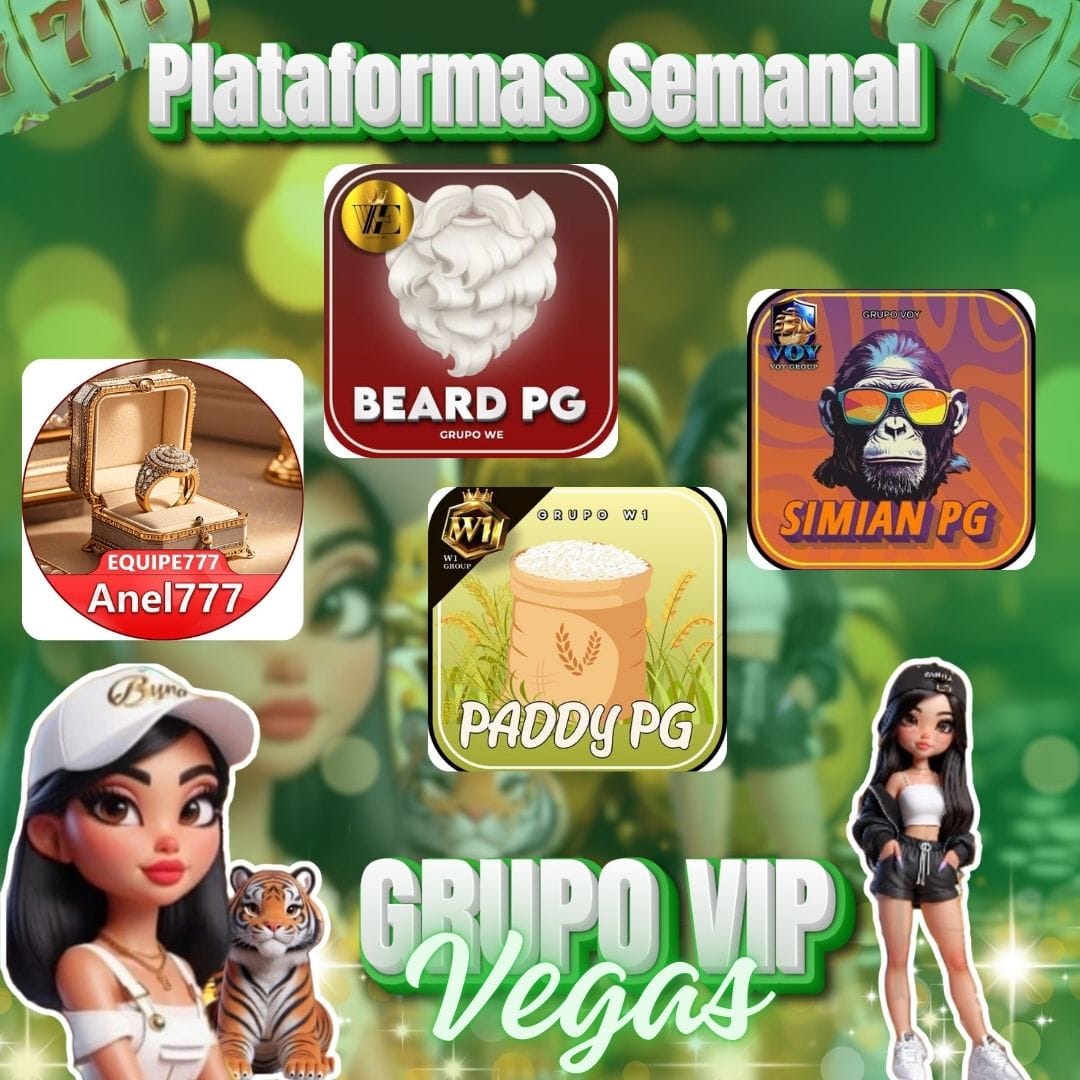 Plataformas Semanal
WE
BEARD PG
GRUPO WE
GRUPO VOY
VOY
VOY GROUP
SIMIAN PG
EQUIPE777
Anel777
GRUPO W1
W1
W1
GROUP
PADDY PG
GRUPO VIP
Vegas